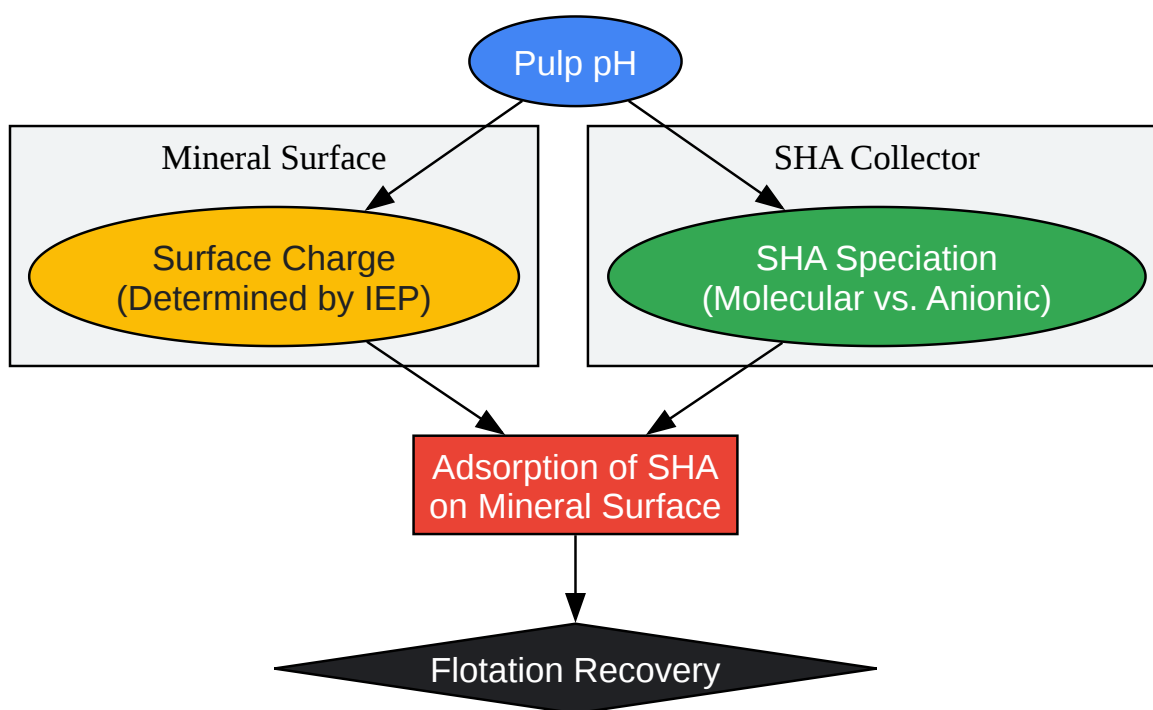 Pulp pH
Mineral Surface
SHA Collector
Surface Charge
(Determined by IEP)
SHA Speciation
(Molecular vs. Anionic)
Adsorption of SHA
on Mineral Surface
Flotation Recovery